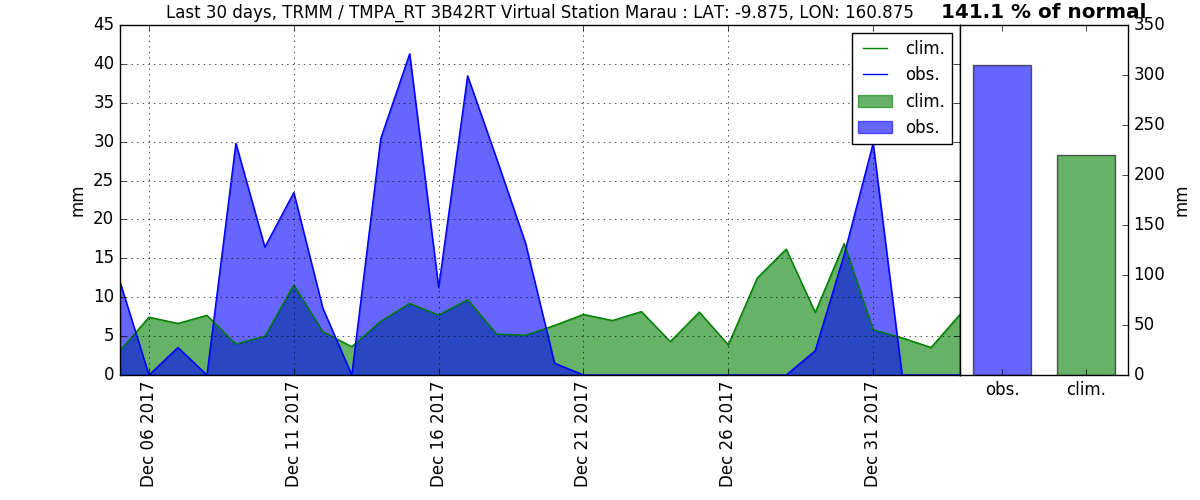 Last 30 days, TRMM / TMPA_RT 3B42RT Virtual Station Marau : LAT: -9.875, LON: 160.875
141.1 % of normal
45
40
35
30
25
20
15
10
5
0
mm
clim.
obs.
clim.
obs.
Dec 06 2017
Dec 11 2017
Dec 16 2017
Dec 21 2017
Dec 26 2017
Dec 31 2017
350
300
250
200
150
100
50
0
mm
obs.
clim.